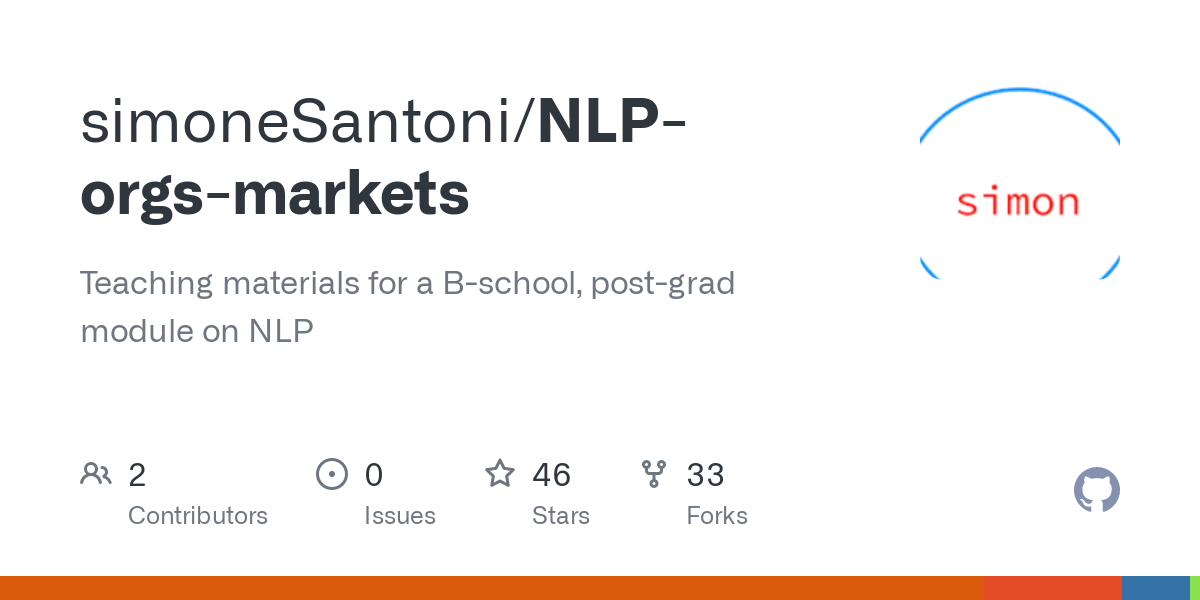 simoneSantoni/NLP-
orgs-markets
simon
Teaching materials for a B-school, post-grad
module on NLP
2
Contributors
0
Issues
46
Stars
33
Forks